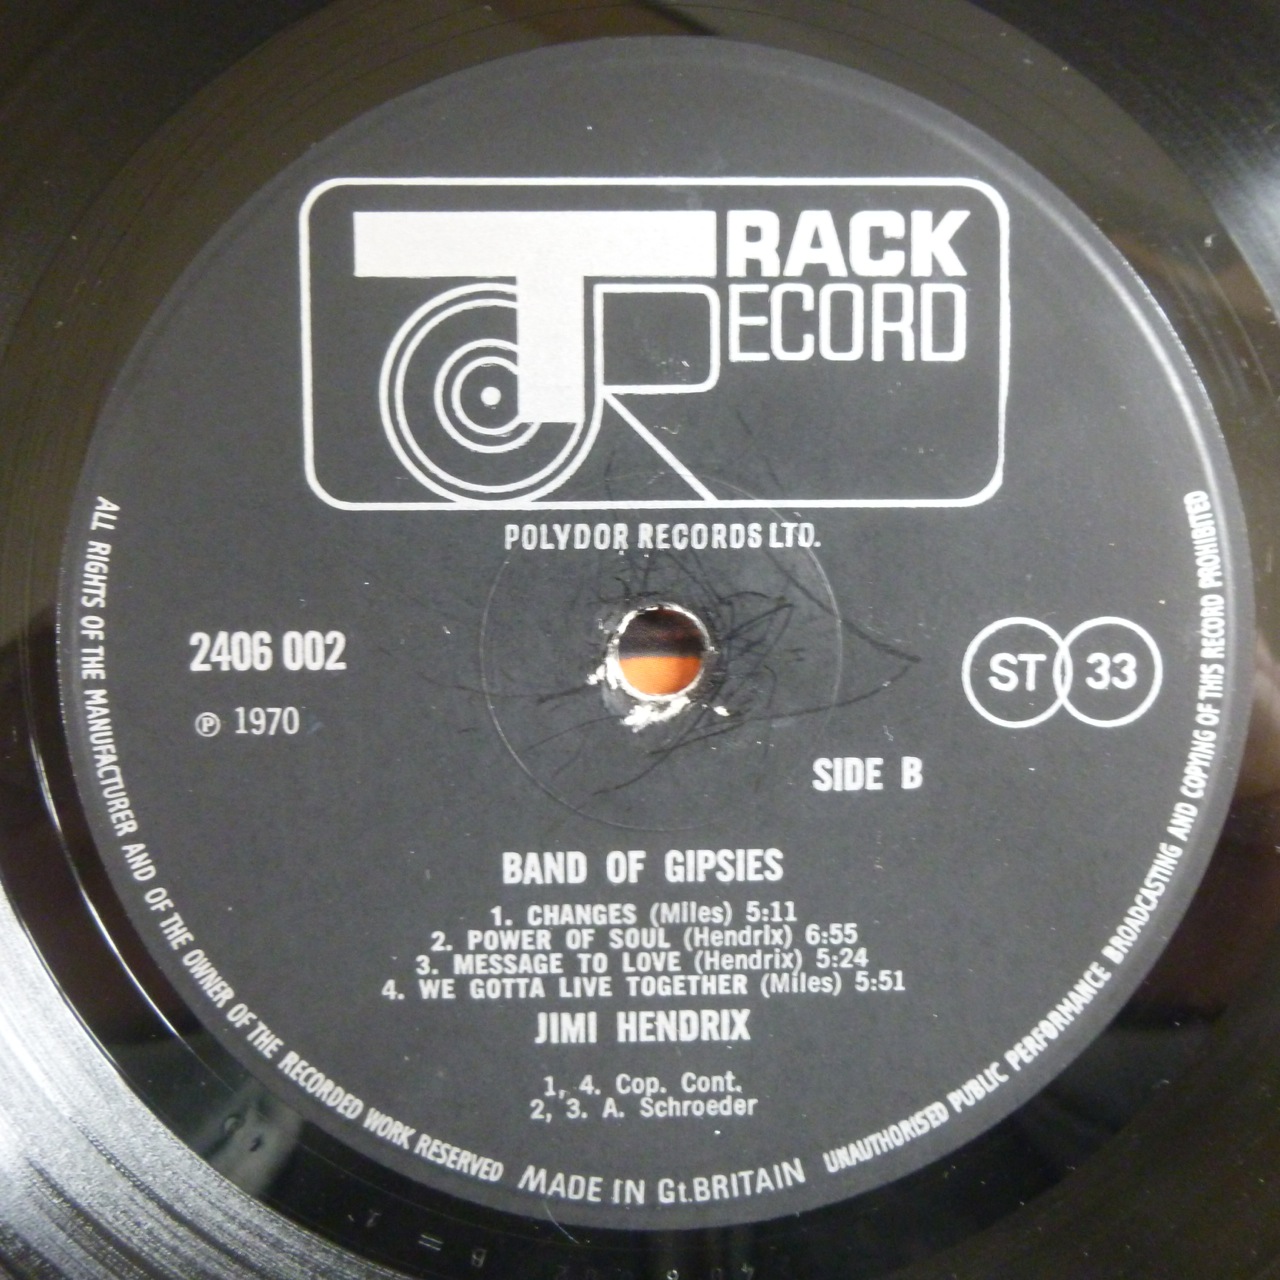 TRACK
RECORD
POLYDOR RECORDS LTD.
2406 002
ST 33
℗ 1970
SIDE B
BAND OF GIPSIES
1. CHANGES (Miles) 5:11
2. POWER OF SOUL (Hendrix) 6:55
3. MESSAGE TO LOVE (Hendrix) 5:24
4. WE GOTTA LIVE TOGETHER (Miles) 5:51
JIMI HENDRIX
1, 4. Cop. Cont.
2, 3. A. Schroeder
ALL RIGHTS OF THE MANUFACTURER AND OF THE OWNER OF THE RECORDED WORK RESERVED
MADE IN Gt.BRITAIN
UNAUTHORISED PUBLIC PERFORMANCE BROADCASTING AND COPYING OF THIS RECORD PROHIBITED